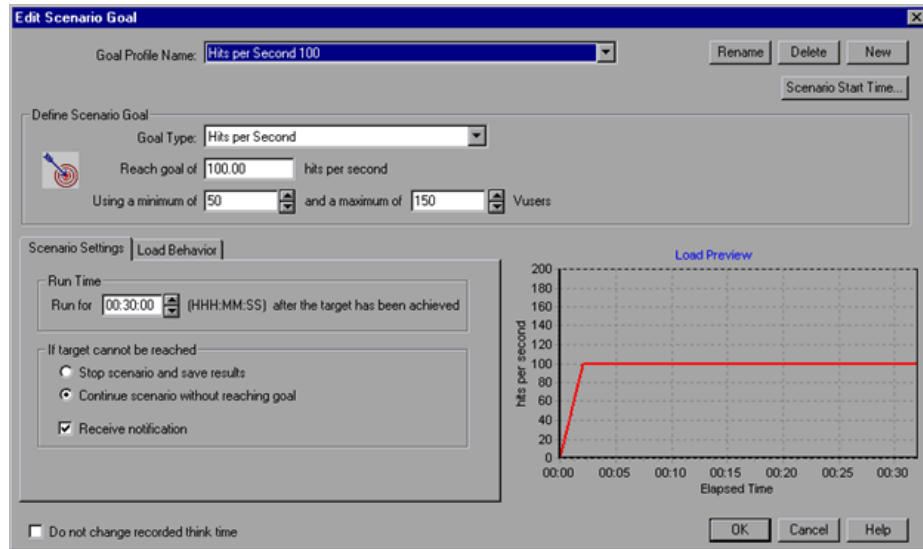 Edit Scenario Goal
Goal Profile Name: Hits per Second 100 Rename Delete New
Scenario Start Time...
Define Scenario Goal
Goal Type: Hits per Second
Reach goal of 100.00 hits per second
Using a minimum of 50 and a maximum of 150 Vusers
Scenario Settings Load Behavior
Run Time
Run for 00:30:00 (HHH:MM:SS) after the target has been achieved
If target cannot be reached
Stop scenario and save results
Continue scenario without reaching goal
Receive notification
Load Preview
hits per second
200
180
160
140
120
100
80
60
40
20
0
00:00 00:05 00:10 00:15 00:20 00:25 00:30
Elapsed Time
Do not change recorded think time
OK Cancel Help